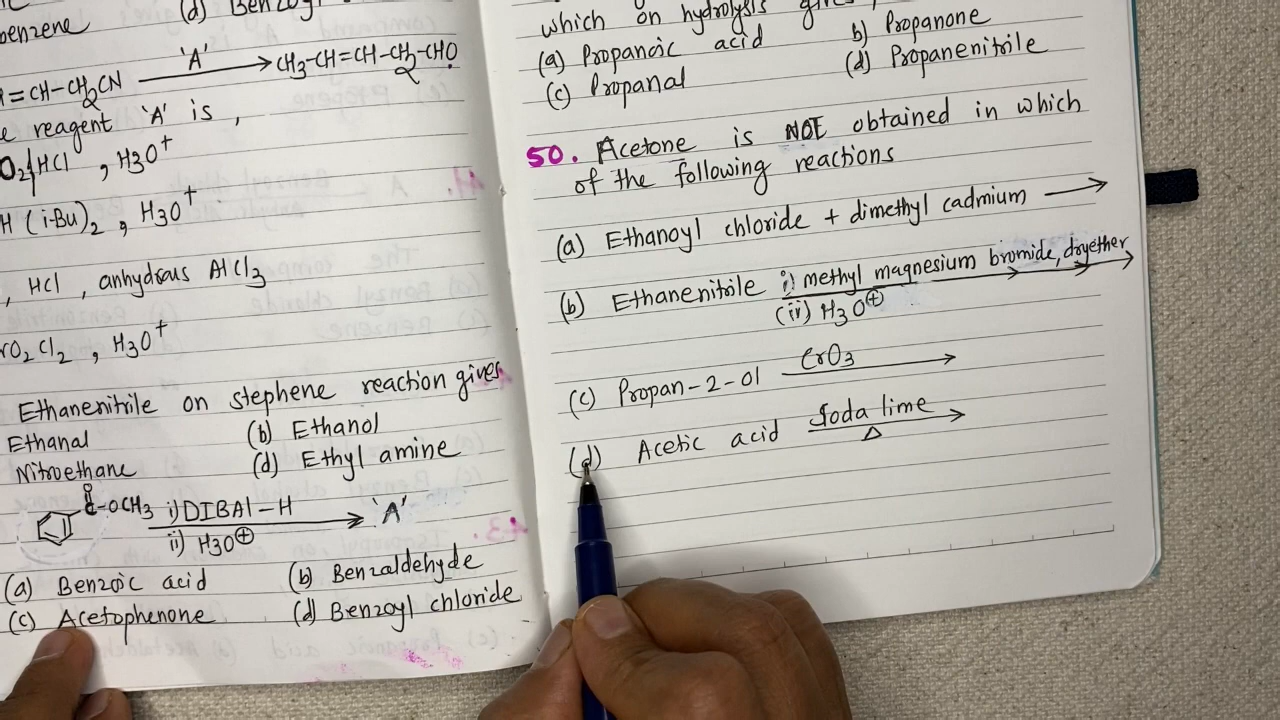 benzene (d)
=CH-CH2CN 'A' → CH3-CH=CH-CH2-CHO
e reagent 'A' is,
O2/HCl, H3O+
H(i-Bu)2, H3O+
, HCl, anhydrous AlCl3
rO2Cl2, H3O+
Ethanenitrile on stephene reaction gives
Ethanal (b) Ethanol
Nitroethane (d) Ethyl amine
O
C-OCH3 i) DIBAl-H → 'A'
ii) H3O⊕
(a) Benzoic acid (b) Benzaldehyde
(c) Acetophenone (d) Benzoyl chloride
which on hydrolysis
(a) Propanoic acid b) Propanone
(c) Propanal (d) Propanenitrile
50. Acetone is NOT obtained in which
of the following reactions
(a) Ethanoyl chloride + dimethyl cadmium →
(b) Ethanenitrile i) methyl magnesium bromide, dryether →
(ii) H3O⊕
(c) Propan-2-ol CrO3 →
(d) Acetic acid Soda lime →
Δ